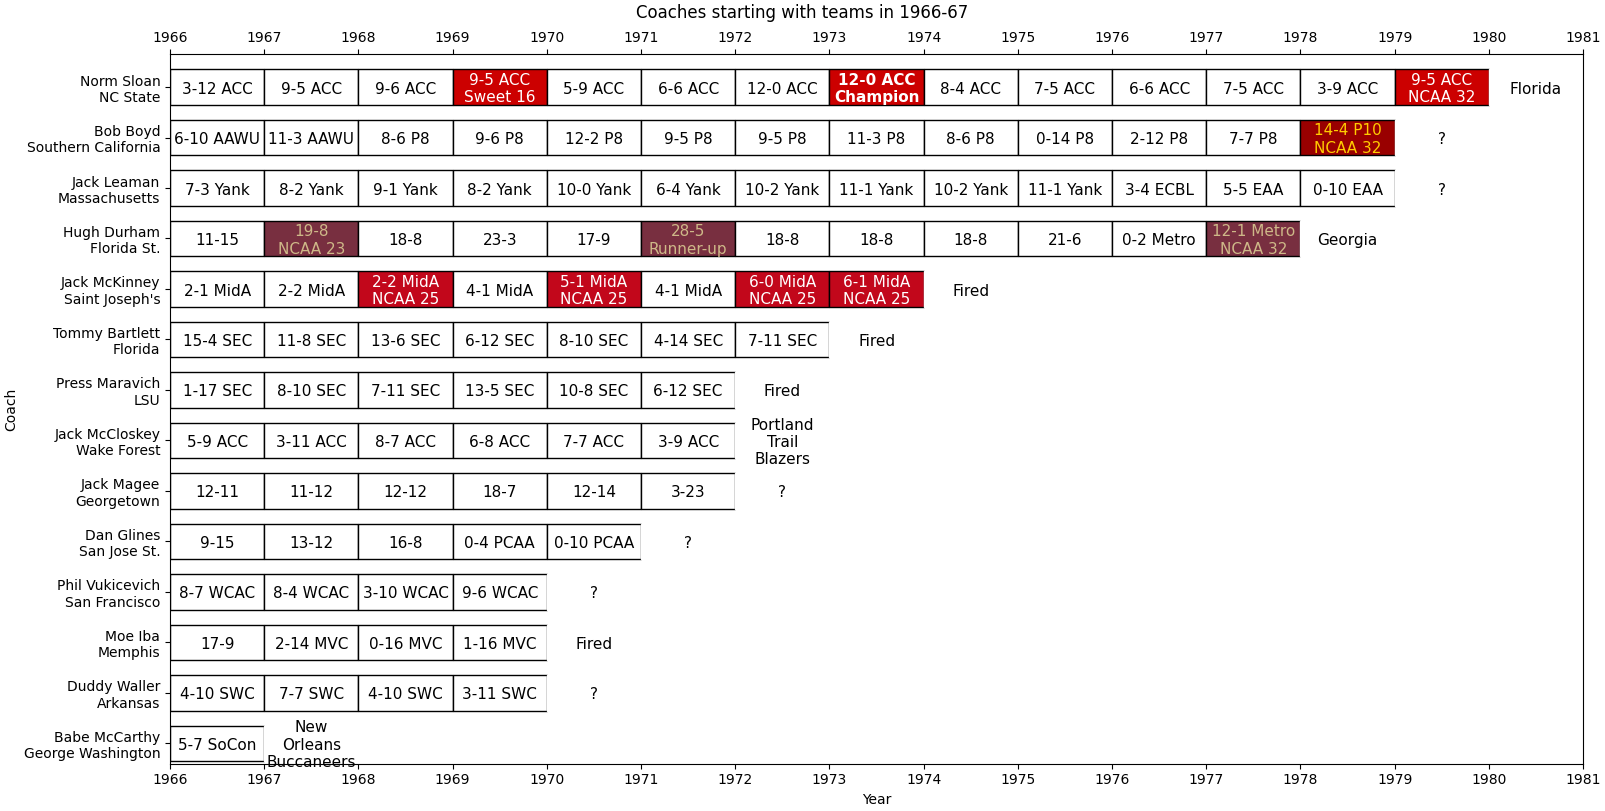 Coaches starting with teams in 1966-67
1966 1967 1968 1969 1970 1971 1972 1973 1974 1975 1976 1977 1978 1979 1980 1981
Norm Sloan
NC State
3-12 ACC
9-5 ACC
9-6 ACC
9-5 ACC
Sweet 16
5-9 ACC
6-6 ACC
12-0 ACC
12-0 ACC
Champion
8-4 ACC
7-5 ACC
6-6 ACC
7-5 ACC
3-9 ACC
9-5 ACC
NCAA 32
Florida
Bob Boyd
Southern California
6-10 AAWU
11-3 AAWU
8-6 P8
9-6 P8
12-2 P8
9-5 P8
9-5 P8
11-3 P8
8-6 P8
0-14 P8
2-12 P8
7-7 P8
14-4 P10
NCAA 32
?
Jack Leaman
Massachusetts
7-3 Yank
8-2 Yank
9-1 Yank
8-2 Yank
10-0 Yank
6-4 Yank
10-2 Yank
11-1 Yank
10-2 Yank
11-1 Yank
3-4 ECBL
5-5 EAA
0-10 EAA
?
Hugh Durham
Florida St.
11-15
19-8
NCAA 23
18-8
23-3
17-9
28-5
Runner-up
18-8
18-8
18-8
21-6
0-2 Metro
12-1 Metro
NCAA 32
Georgia
Jack McKinney
Saint Joseph's
2-1 MidA
2-2 MidA
2-2 MidA
NCAA 25
4-1 MidA
5-1 MidA
NCAA 25
4-1 MidA
6-0 MidA
NCAA 25
6-1 MidA
NCAA 25
Fired
Tommy Bartlett
Florida
15-4 SEC
11-8 SEC
13-6 SEC
6-12 SEC
8-10 SEC
4-14 SEC
7-11 SEC
Fired
Press Maravich
LSU
1-17 SEC
8-10 SEC
7-11 SEC
13-5 SEC
10-8 SEC
6-12 SEC
Fired
Coach
Jack McCloskey
Wake Forest
5-9 ACC
3-11 ACC
8-7 ACC
6-8 ACC
7-7 ACC
3-9 ACC
Portland
Trail
Blazers
Jack Magee
Georgetown
12-11
11-12
12-12
18-7
12-14
3-23
?
Dan Glines
San Jose St.
9-15
13-12
16-8
0-4 PCAA
0-10 PCAA
?
Phil Vukicevich
San Francisco
8-7 WCAC
8-4 WCAC
3-10 WCAC
9-6 WCAC
?
Moe Iba
Memphis
17-9
2-14 MVC
0-16 MVC
1-16 MVC
Fired
Duddy Waller
Arkansas
4-10 SWC
7-7 SWC
4-10 SWC
3-11 SWC
?
Babe McCarthy
George Washington
5-7 SoCon
New
Orleans
Buccaneers
1966 1967 1968 1969 1970 1971 1972 1973 1974 1975 1976 1977 1978 1979 1980 1981
Year